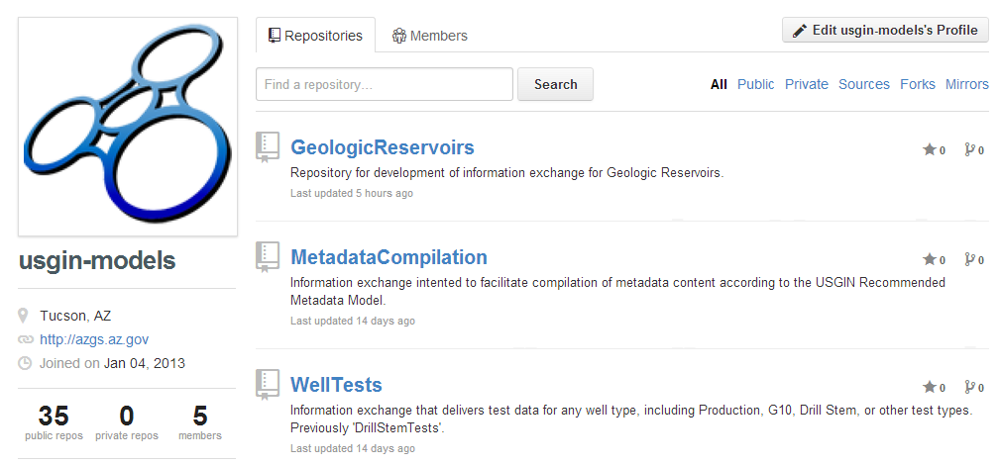 Repositories
Members
Edit usgin-models's Profile
Find a repository...
Search
All Public Private Sources Forks Mirrors
GeologicReservoirs
0 0
Repository for development of information exchange for Geologic Reservoirs.
Last updated 5 hours ago
MetadataCompilation
0 0
Information exchange intented to facilitate compilation of metadata content according to the USGIN Recommended
Metadata Model.
Last updated 14 days ago
WellTests
0 0
Information exchange that delivers test data for any well type, including Production, G10, Drill Stem, or other test types.
Previously 'DrillStemTests'.
Last updated 14 days ago
usgin-models
Tucson, AZ
http://azgs.az.gov
Joined on Jan 04, 2013
35 0 5
public repos private repos members